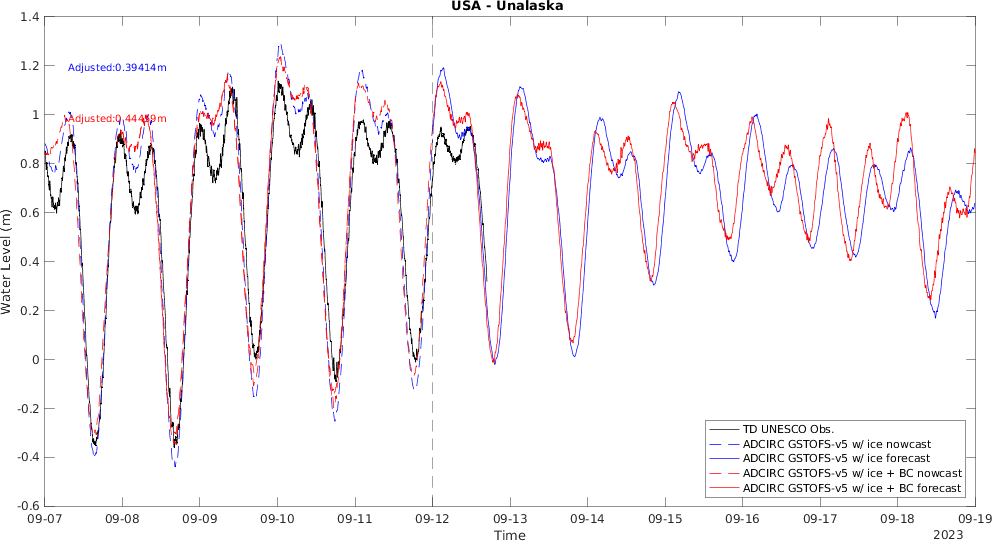 USA - Unalaska
1.4
1.2
1
0.8
0.6
0.4
0.2
0
-0.2
-0.4
-0.6
Water Level (m)
Adjusted:0.39414m
TD UNESCO Obs.
ADCIRC GSTOFS-v5 w/ ice nowcast
ADCIRC GSTOFS-v5 w/ ice forecast
ADCIRC GSTOFS-v5 w/ ice + BC nowcast
ADCIRC GSTOFS-v5 w/ ice + BC forecast
09-07 09-08 09-09 09-10 09-11 09-12 09-13 09-14 09-15 09-16 09-17 09-18 09-19
Time
2023